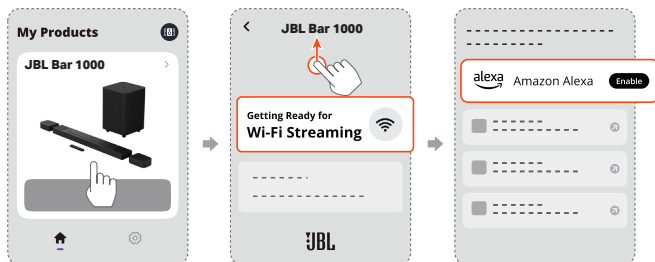 My Products
JBL Bar 1000
JBL Bar 1000
Getting Ready for
Wi-Fi Streaming
JBL
alexa Amazon Alexa Enable